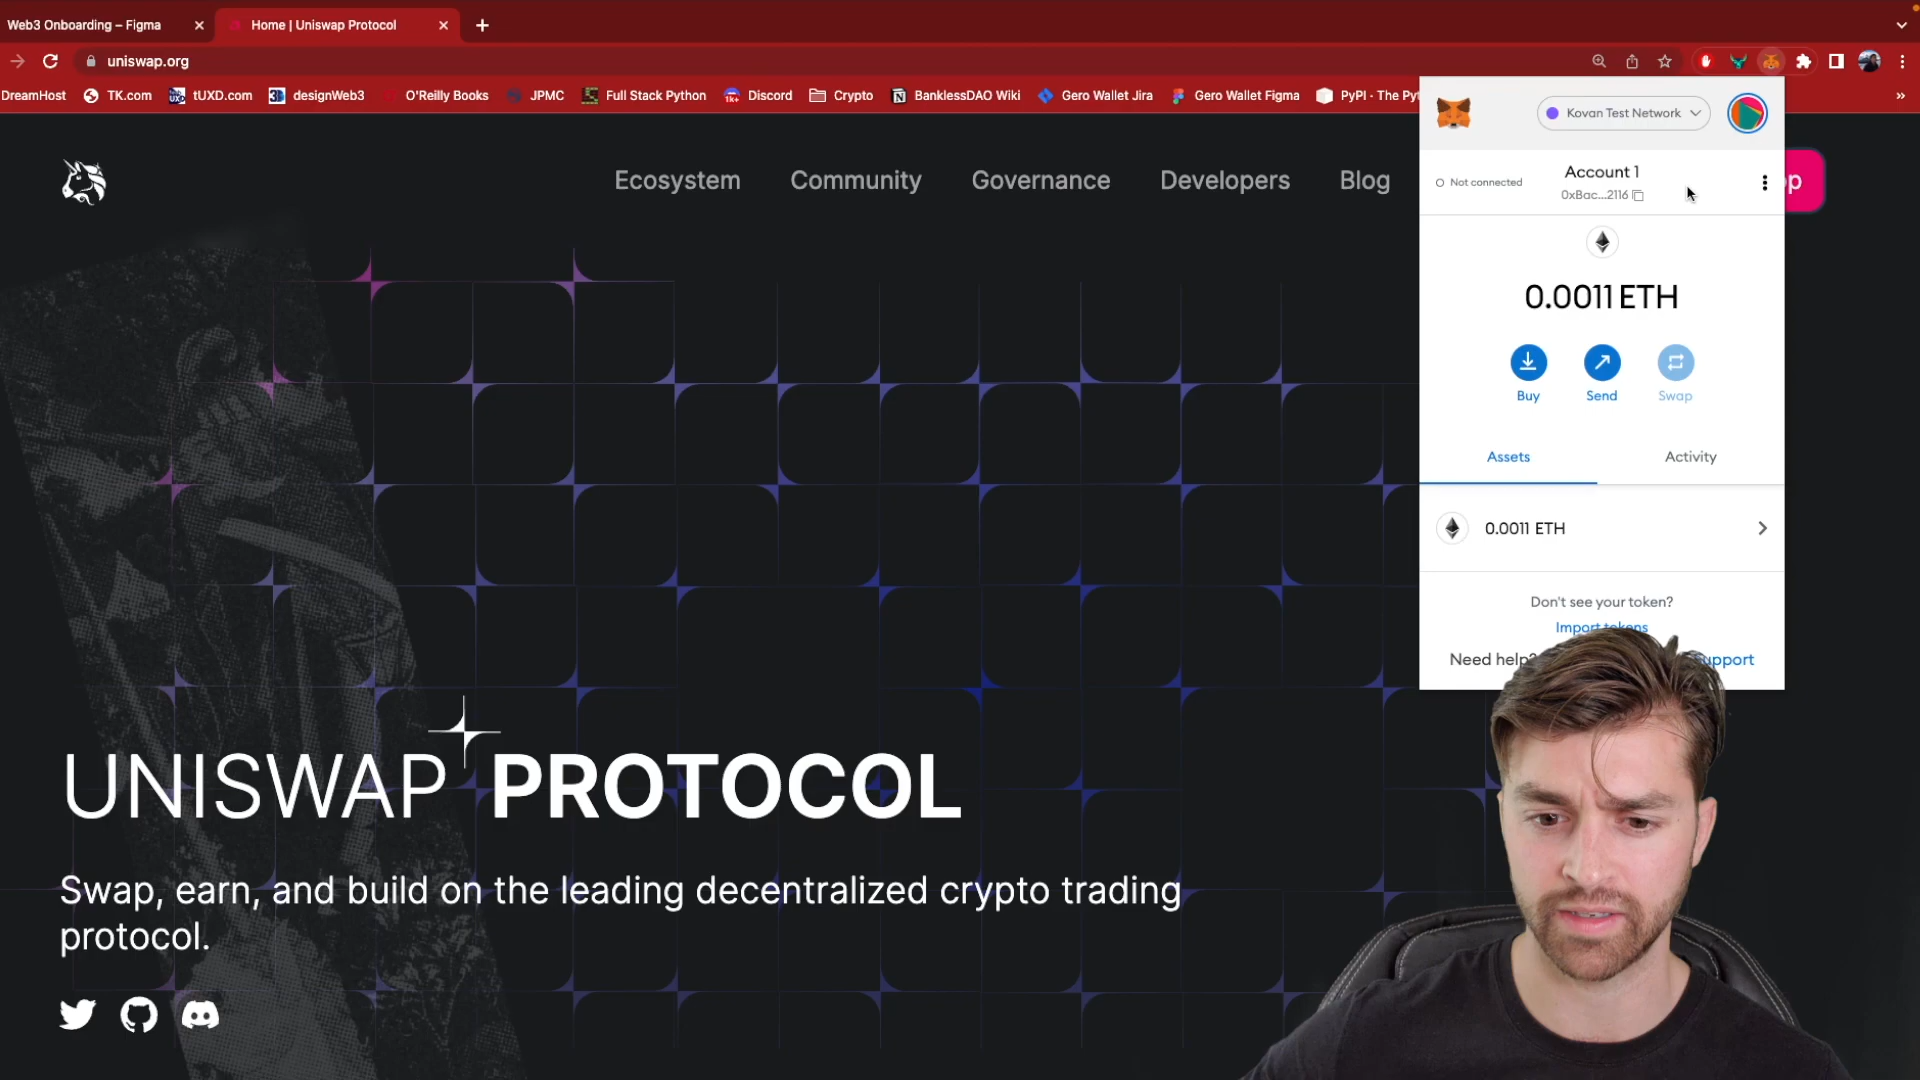 Web3 Onboarding – Figma
Home | Uniswap Protocol
uniswap.org
DreamHost TK.com tUXD.com designWeb3 O'Reilly Books JPMC Full Stack Python Discord Crypto BanklessDAO Wiki Gero Wallet Jira Gero Wallet Figma PyPI · The Pyt
Ecosystem Community Governance Developers Blog
Kovan Test Network
Not connected
Account 1
0xBac...2116
0.0011 ETH
Buy Send Swap
Assets Activity
0.0011 ETH
Don't see your token?
Import tokens
Need help? upport
UNISWAP PROTOCOL
Swap, earn, and build on the leading decentralized crypto trading
protocol.